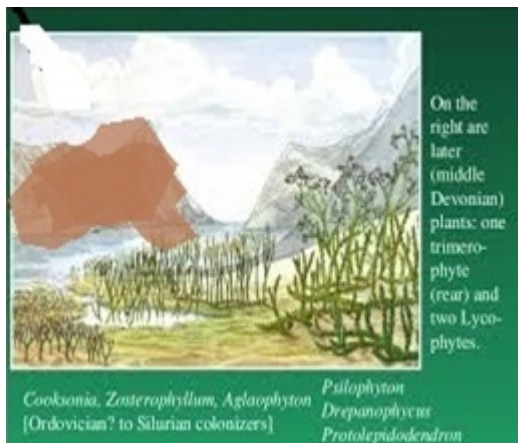 On the
right are
later
(middle
Devonian)
plants: one
trimero-
phyte
(rear) and
two Lyco-
phytes.
Cooksonia, Zosterophyllum, Aglaophyton
[Ordovician? to Silurian colonizers]
Psilophyton
Drepanophycus
Protolepidodendron